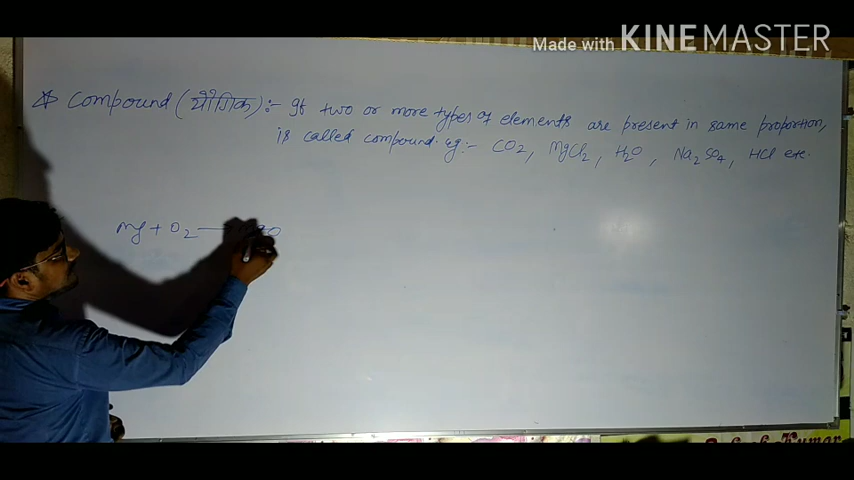 Made with KINEMASTER
* Compound (यौगिक) :- If two or more types of elements are present in same proportion,
is called compound. eg:- CO2, MgCl2, H2O, Na2SO4, HCl etc.
Mg + O2